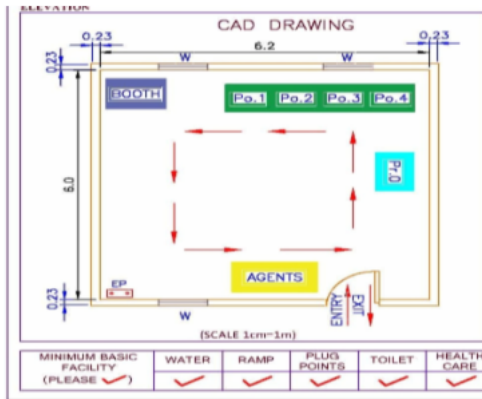 ELEVATION
CAD DRAWING
0.23
6.2
0.23
W
W
0.23
BOOTH
Po.1
Po.2
Po.3
Po.4
Pr.O
6.0
EP
AGENTS
0.23
W
ENTRY
EXIT
(SCALE 1cm-1m)
MINIMUM BASIC
FACILITY
(PLEASE ✓)
WATER
RAMP
PLUG
POINTS
TOILET
HEALTH
CARE
✓ ✓ ✓ ✓ ✓